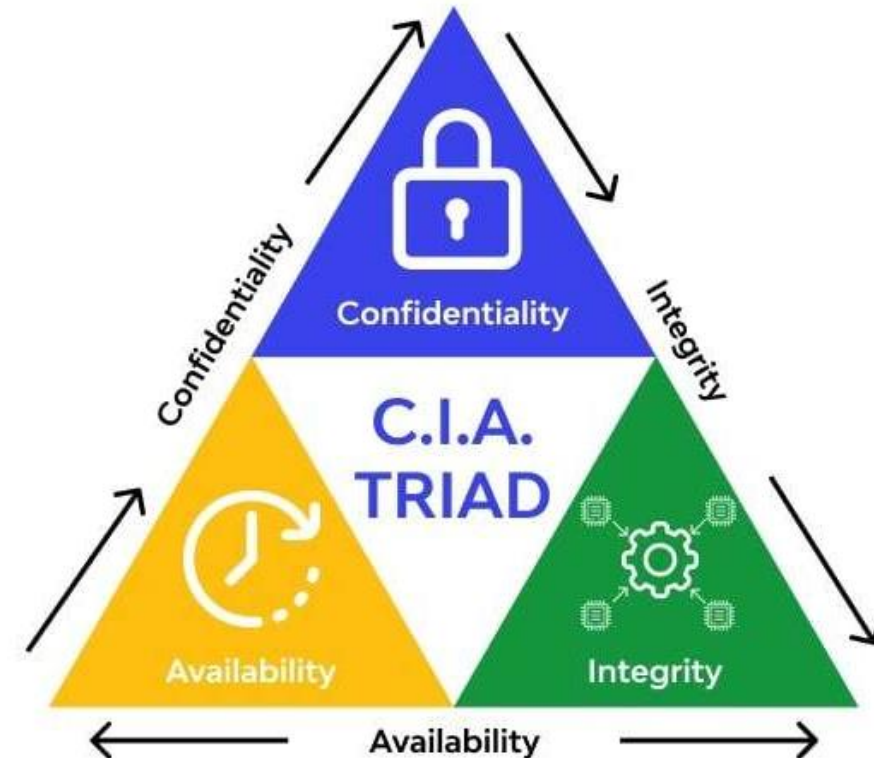 Confidentiality
Confidentiality
Integrity
C.I.A.
TRIAD
Availability
Integrity
Availability